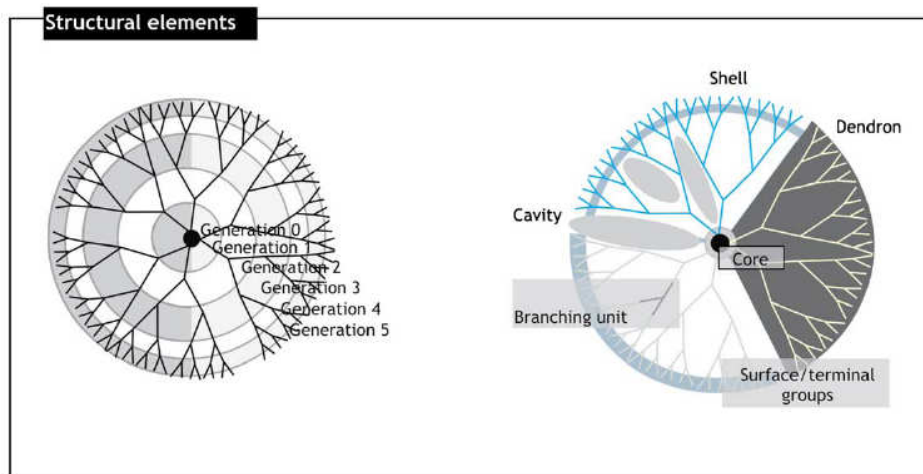 Structural elements
Generation 0
Generation 1
Generation 2
Generation 3
Generation 4
Generation 5
Shell
Dendron
Cavity
Core
Branching unit
Surface/terminal
groups